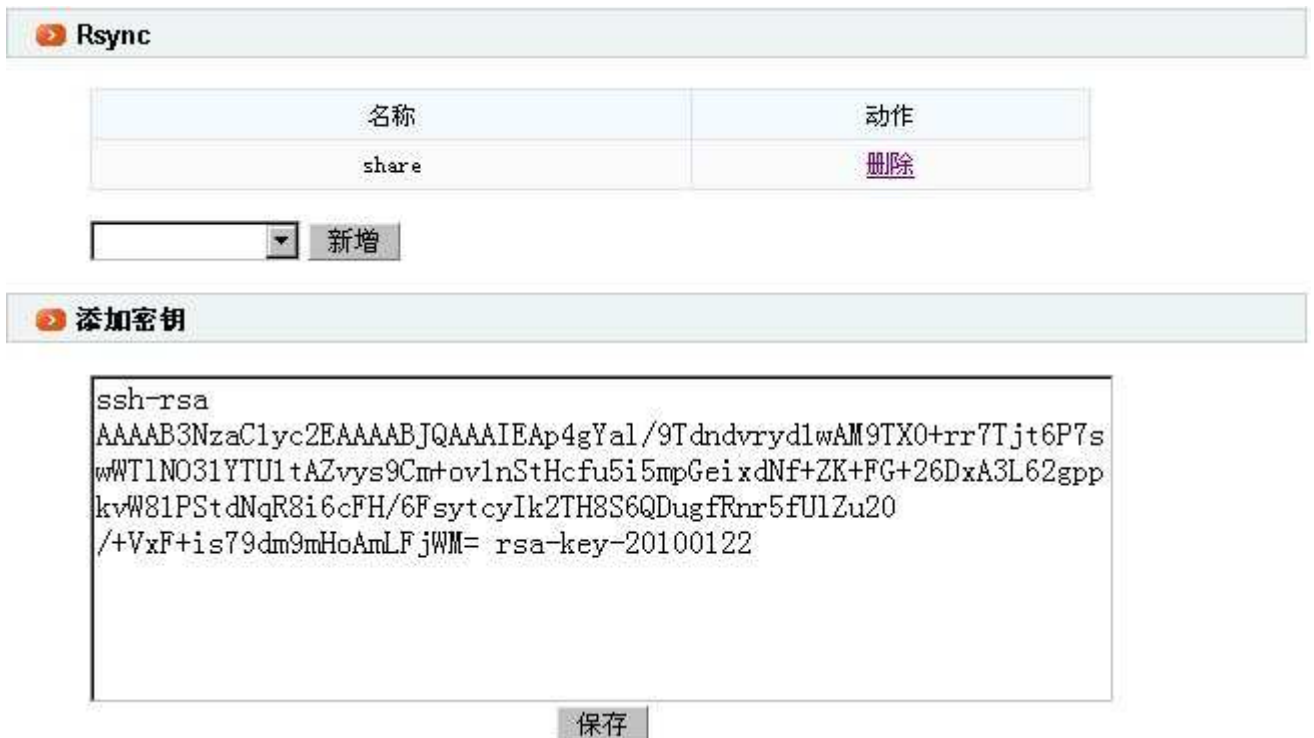 Rsync
名称 动作
share 删除
新增
添加密钥
ssh-rsa
AAAAB3NzaC1yc2EAAAABJQAAAIEAp4gYal/9Tdndvryd1wAM9TX0+rr7Tjt6P7s
wWTlNO31YTU1tAZvys9Cm+ov1nStHcfu5i5mpGeixdNf+ZK+FG+26DxA3L62gpp
kvW81PStdNqR8i6cFH/6FsytcyIk2TH8S6QDugfRnr5fUlZu20
/+VxF+is79dm9mHoAmLFjWM= rsa-key-20100122
保存